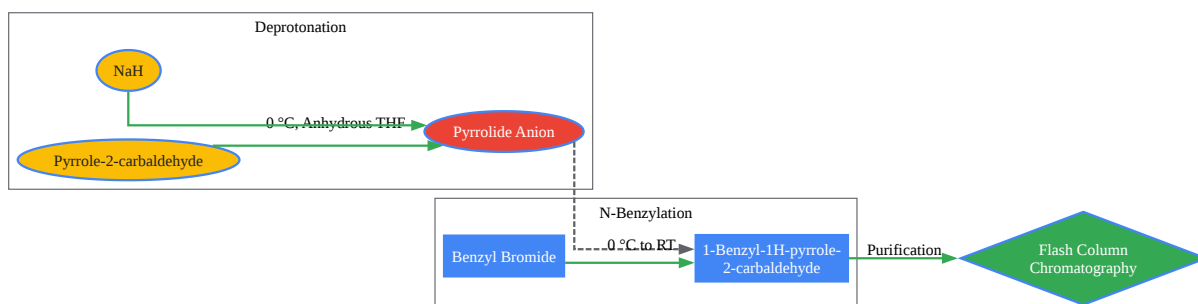 Deprotonation
NaH
0 °C, Anhydrous THF
Pyrrolide Anion
Pyrrole-2-carbaldehyde
N-Benzylation
0 °C to RT
Benzyl Bromide
1-Benzyl-1H-pyrrole-
2-carbaldehyde
Purification
Flash Column
Chromatography